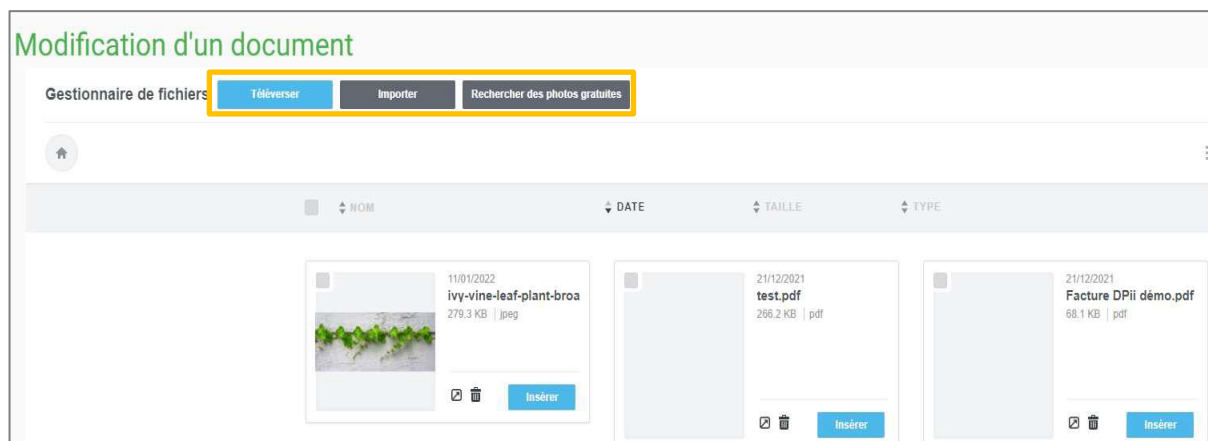 Modification d'un document
Gestionnaire de fichiers Téléverser Importer Rechercher des photos gratuites
NOM DATE TAILLE TYPE
11/01/2022 21/12/2021 21/12/2021
ivy-vine-leaf-plant-broa test.pdf Facture DPii démo.pdf
279.3 KB | jpeg 266.2 KB | pdf 68.1 KB | pdf
Insérer Insérer Insérer